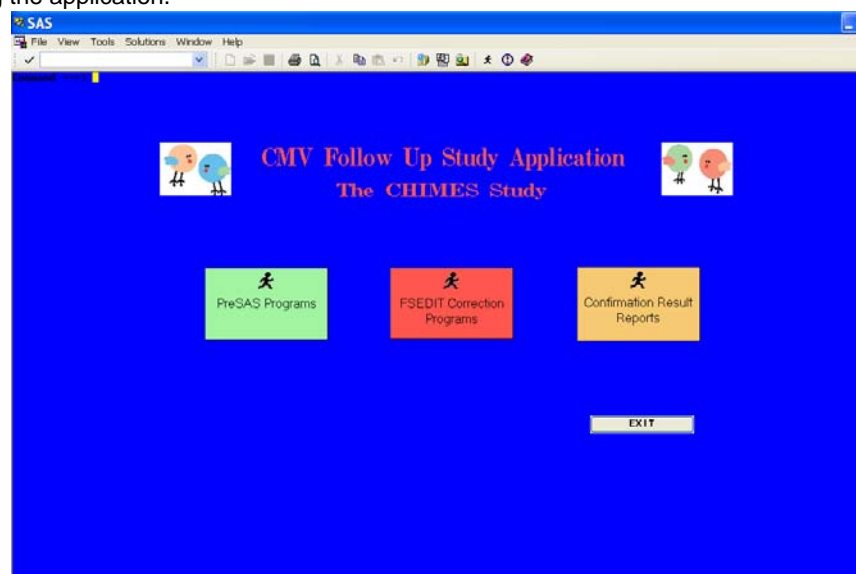 the application.
SAS
File View Tools Solutions Window Help
CMV Follow Up Study Application
The CHIMES Study
PreSAS Programs
FSEDIT Correction
Programs
Confirmation Result
Reports
EXIT